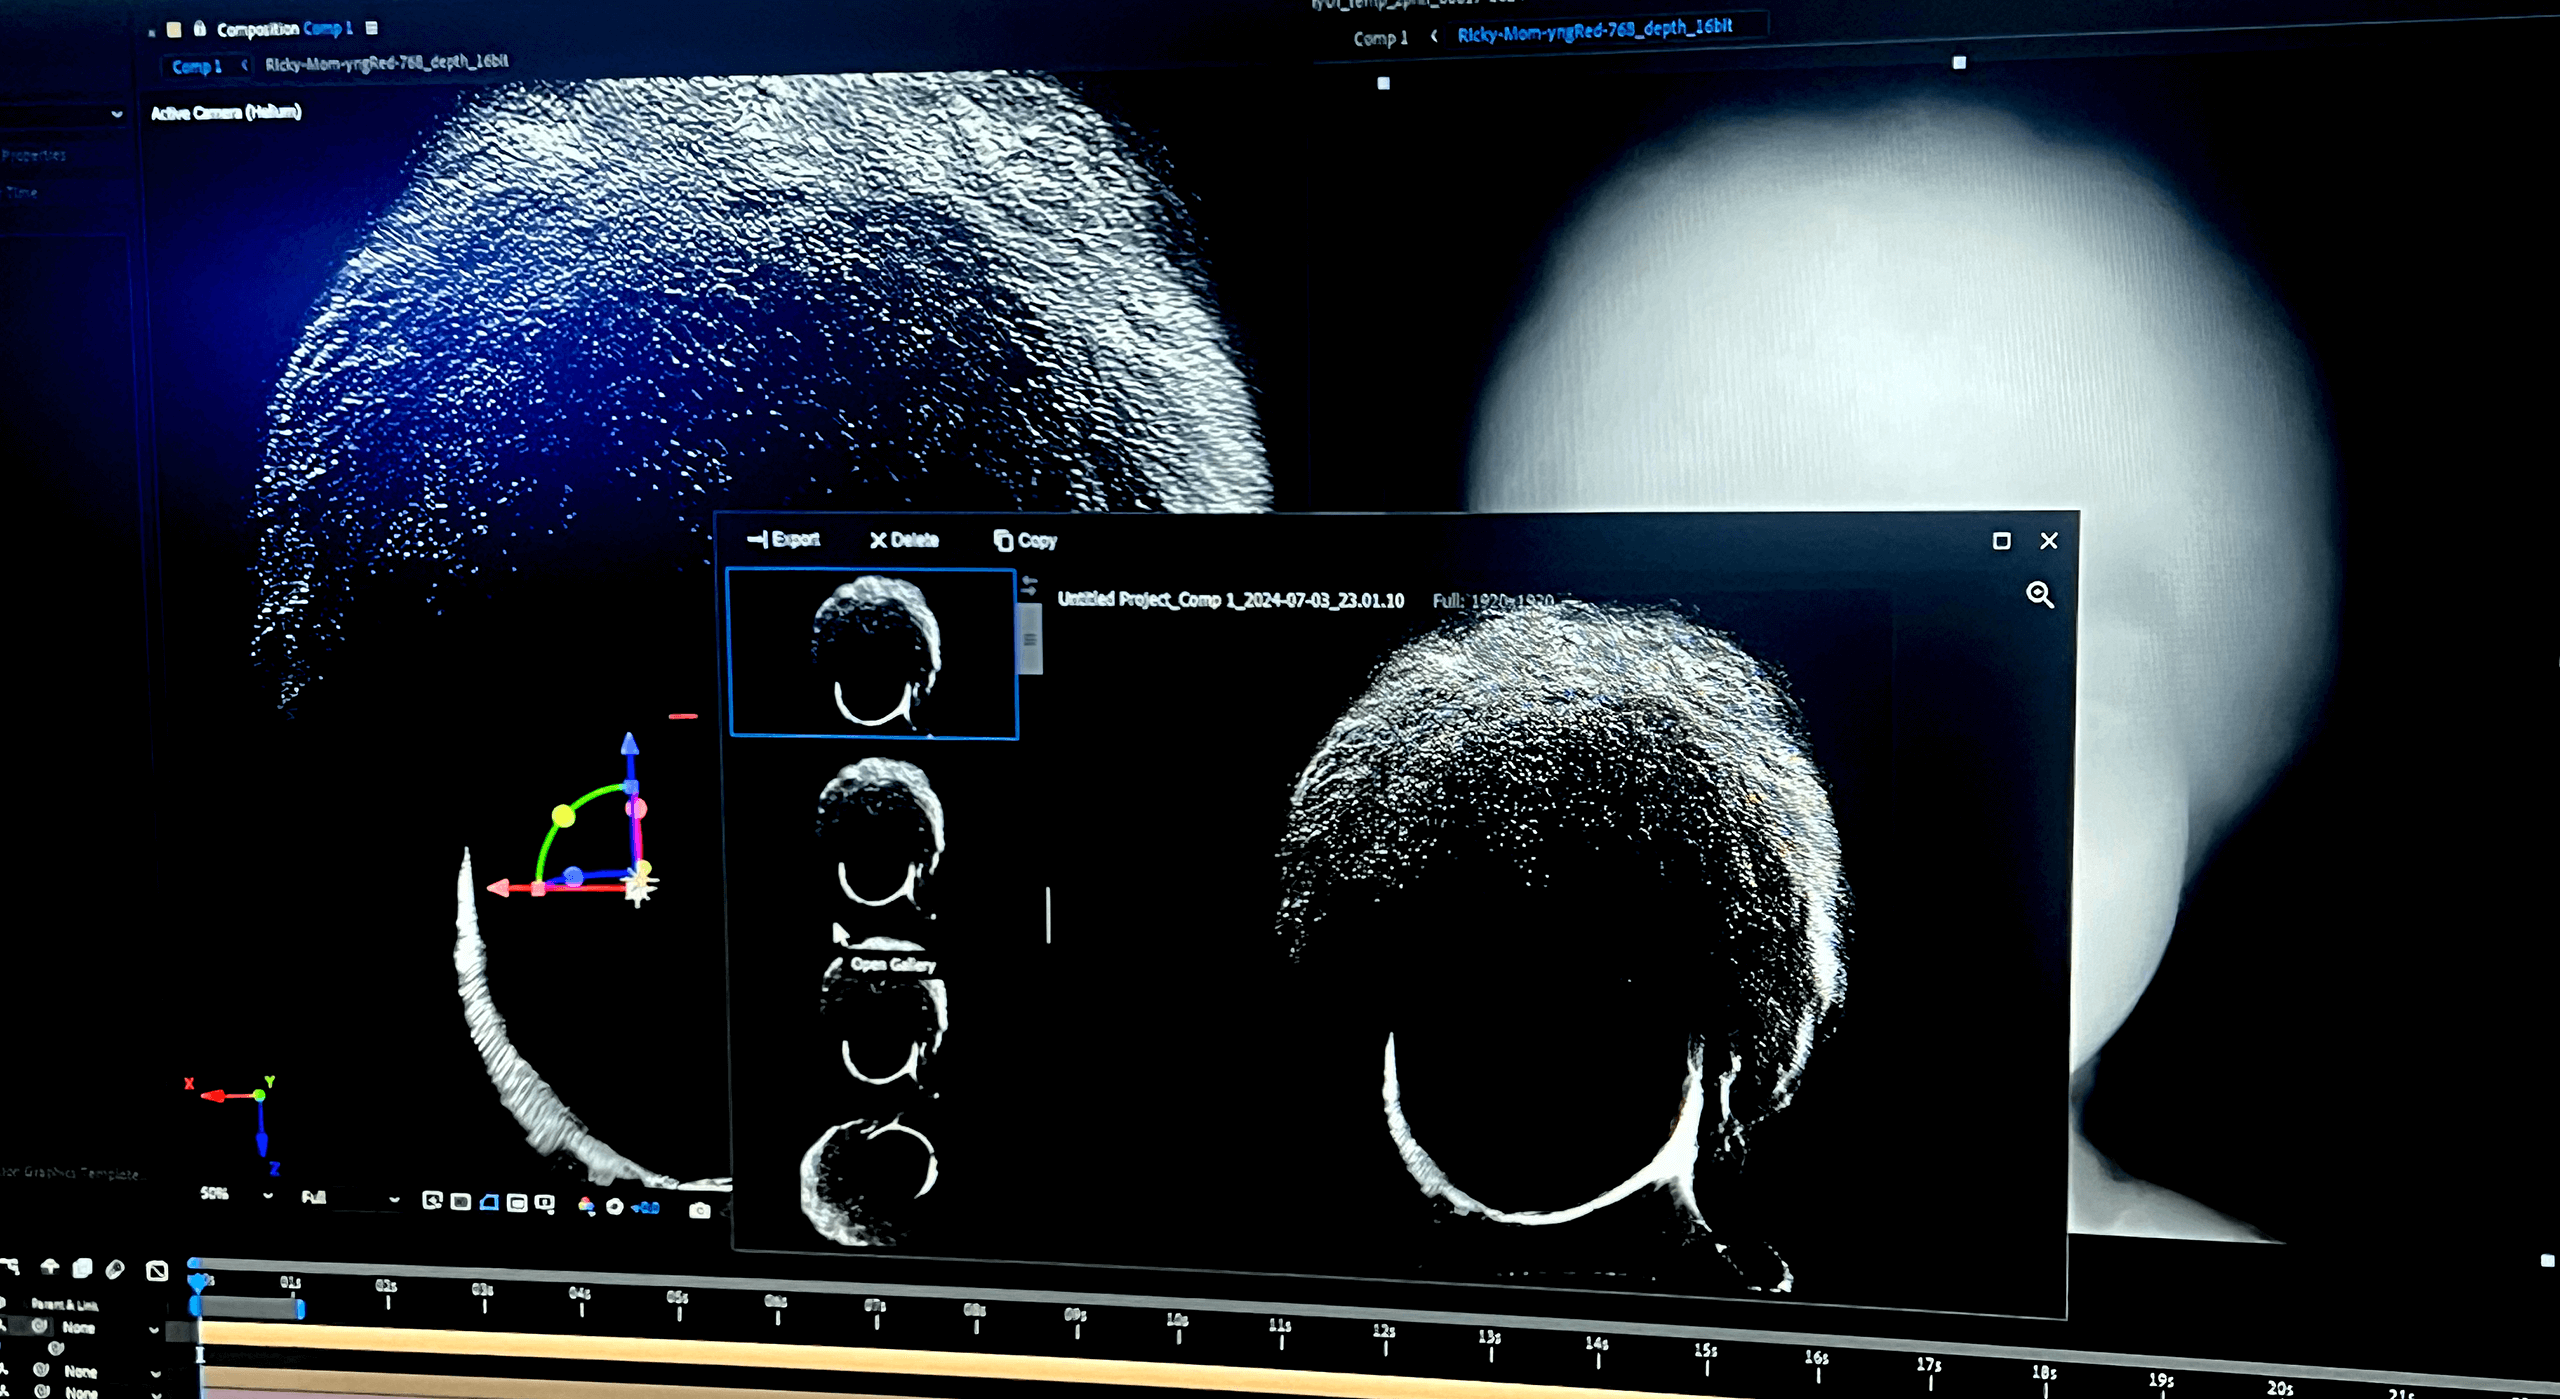 Composition Comp 1
Comp 1 Ricky-Mom-yngRed-768_depth_16bit
Comp 1 Ricky-Mom-yngRed-768_depth_16bit
Active Camera (Helium)
Properties
Time
Export Delete Copy
Untitled Project_Comp 1_2024-07-03_23.01.10 Full: 1920x1920
Open Gallery
X Y
Z
Graphics Template
50% Full +0.0
01s 02s 03s 04s 05s 06s 07s 08s 09s 10s 11s 12s 13s 14s 15s 16s 17s 18s 19s 20s 21s
Parent & Link
None
None
None